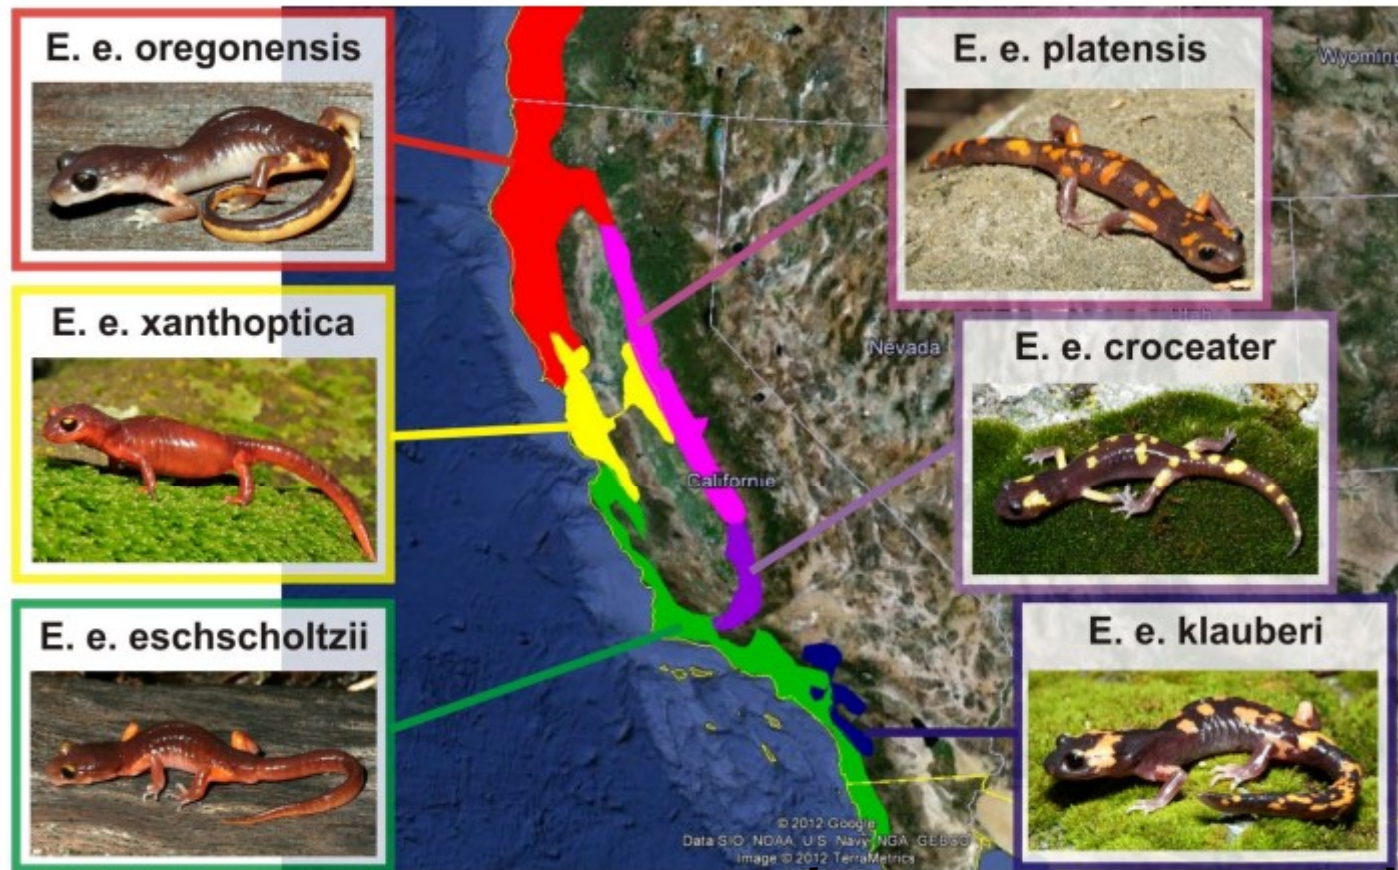 E. e. oregonensis
E. e. platensis
Wyoming
E. e. xanthoptica
E. e. croceater
Nevada
Californie
E. e. eschscholtzii
E. e. klauberi
© 2012 Google
Data SIO, NOAA, U.S. Navy, NGA, GEBCO
Image © 2012 TerraMetrics